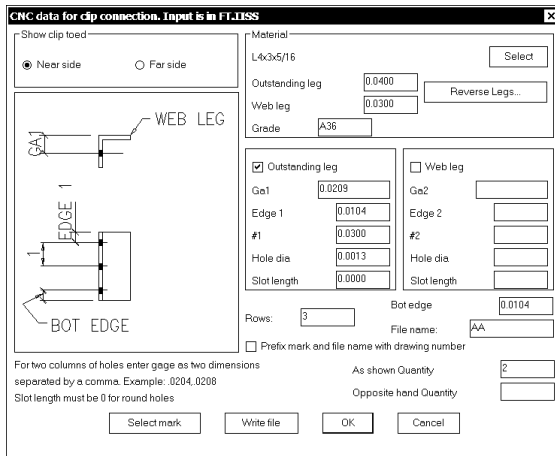 CNC data for clip connection. Input is in FT.IISS
Show clip toed
Near side
Far side
Material
L4x3x5/16
Select
Outstanding leg 0.0400
Web leg 0.0300
Reverse Legs...
Grade A36
WEB LEG
GA1
EDGE 1
1
BOT EDGE
Outstanding leg
Ga1 0.0209
Edge 1 0.0104
#1 0.0300
Hole dia 0.0013
Slot length 0.0000
Web leg
Ga2
Edge 2
#2
Hole dia
Slot length
Rows: 3
Bot edge 0.0104
File name: AA
Prefix mark and file name with drawing number
For two columns of holes enter gage as two dimensions
separated by a comma. Example: .0204,.0208
Slot length must be 0 for round holes
As shown Quantity 2
Opposite hand Quantity
Select mark Write file OK Cancel